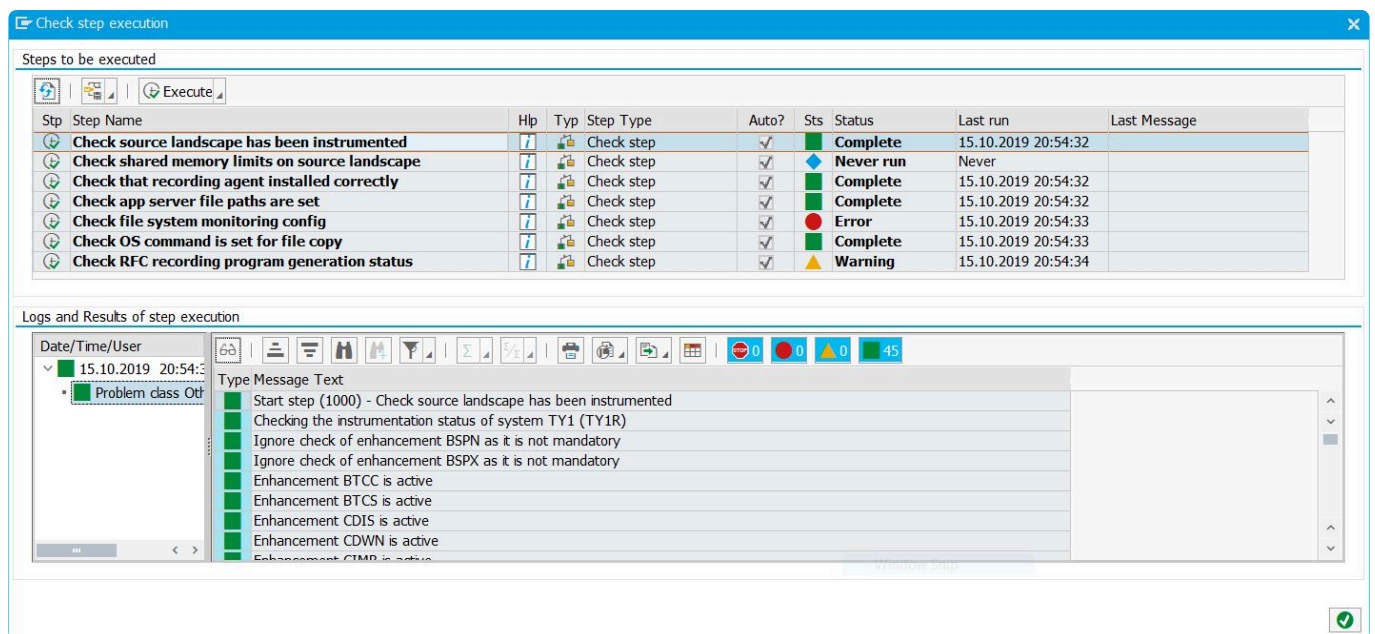 Check step execution
Steps to be executed
Execute
Stp Step Name Hlp Typ Step Type Auto? Sts Status Last run Last Message
Check source landscape has been instrumented Check step Complete 15.10.2019 20:54:32
Check shared memory limits on source landscape Check step Never run Never
Check that recording agent installed correctly Check step Complete 15.10.2019 20:54:32
Check app server file paths are set Check step Complete 15.10.2019 20:54:32
Check file system monitoring config Check step Error 15.10.2019 20:54:33
Check OS command is set for file copy Check step Complete 15.10.2019 20:54:33
Check RFC recording program generation status Check step Warning 15.10.2019 20:54:34
Logs and Results of step execution
Date/Time/User
15.10.2019 20:54:3
Problem class Oth
STOP 0 0 0 45
Type Message Text
Start step (1000) - Check source landscape has been instrumented
Checking the instrumentation status of system TY1 (TY1R)
Ignore check of enhancement BSPN as it is not mandatory
Ignore check of enhancement BSPX as it is not mandatory
Enhancement BTCC is active
Enhancement BTCS is active
Enhancement CDIS is active
Enhancement CDWN is active
Enhancement CIMP is active
Window Snip